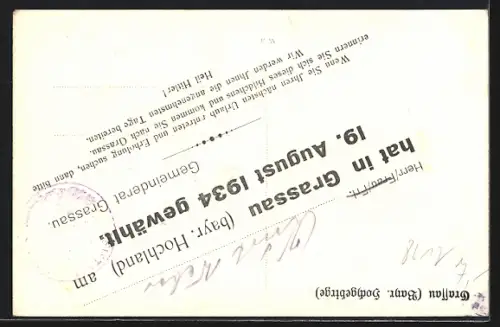 Grassau (Bayr. Hochgebirge)
Herr/Frau/Frl.
hat in Grassau (bayr. Hochland) am
19. August 1934 gewählt.
Gemeinderat Grassau.
Wenn Sie Ihren nächsten Urlaub antreten und Erholung suchen, dann bitte
erinnern Sie sich dieses Bildchens und kommen Sie nach Grassau.
Wir werden Ihnen die angenehmsten Tage bereiten.
Heil Hitler!